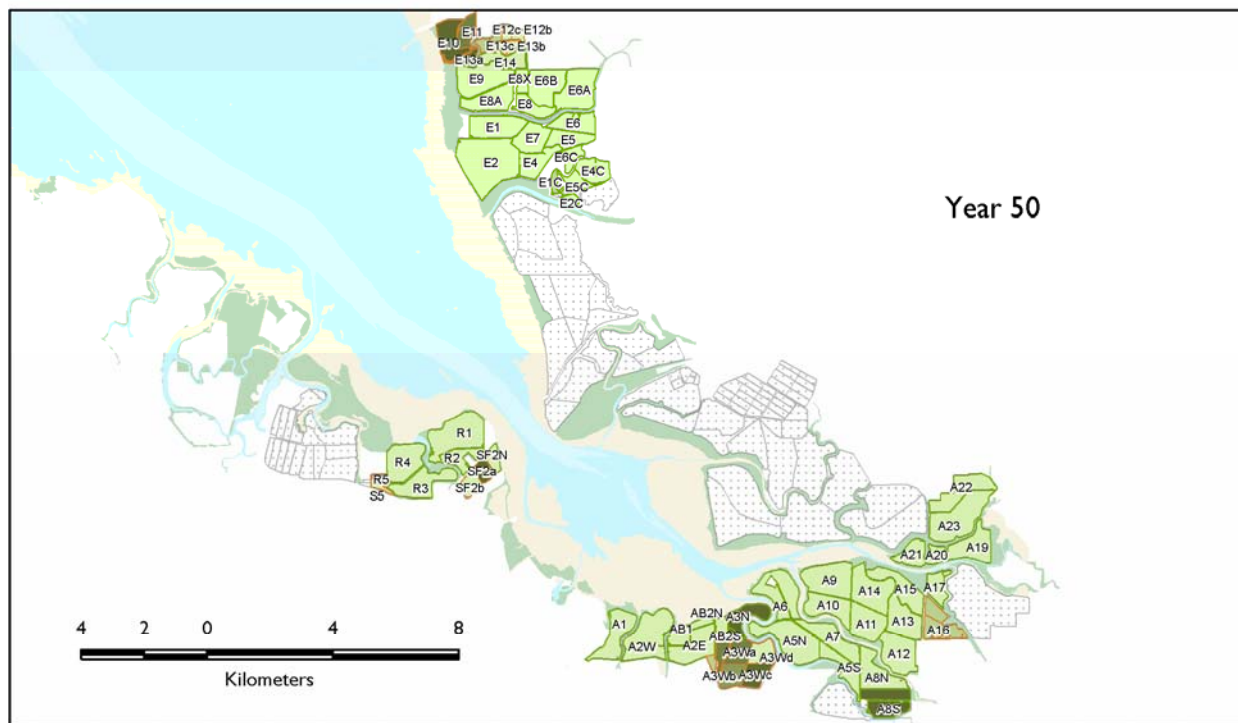 E11 E12c E12b
E10 E13c E13b
E13a E14
E9 E8X E6B
E6A
E8A E8
E1 E6
E7 E5
E2 E4 E6C
E4C
E1C E5C
E2C
Year 50
R1
R4 R2 SF2N
SF2a
R5 R3 SF2b
S5
A22
A23
A21 A20 A19
A9 A14 A15 A17
A6 A10
AB2N A3N
A11 A13 A16
A1 AB1 AB2S A5N A7
A2W A2E A3Wa A3Wd A12
A3Wb A3Wc A5S A8N
A8S
4 2 0 4 8
Kilometers